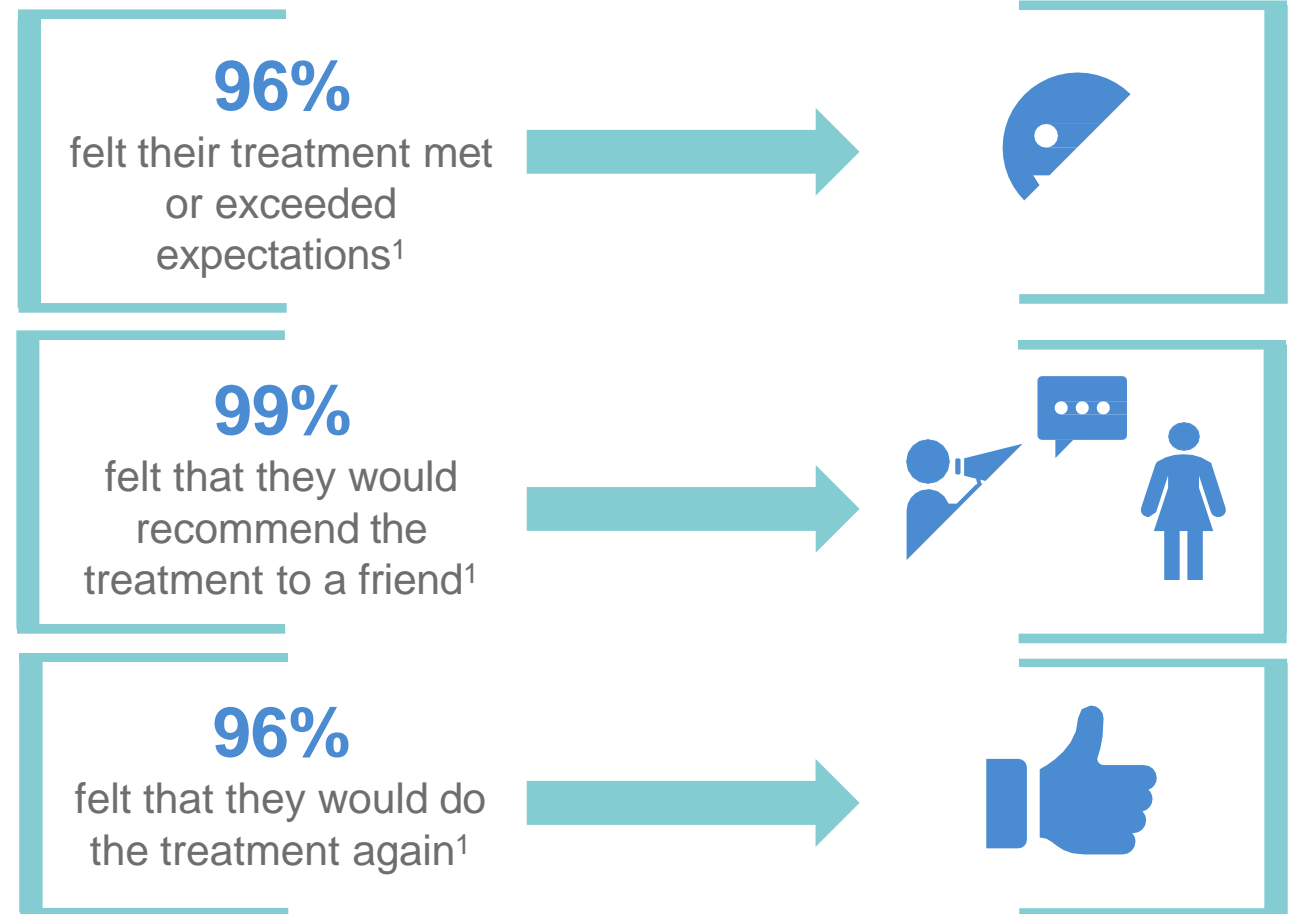 96%
felt their treatment met
or exceeded
expectations¹
99%
felt that they would
recommend the
treatment to a friend¹
96%
felt that they would do
the treatment again¹